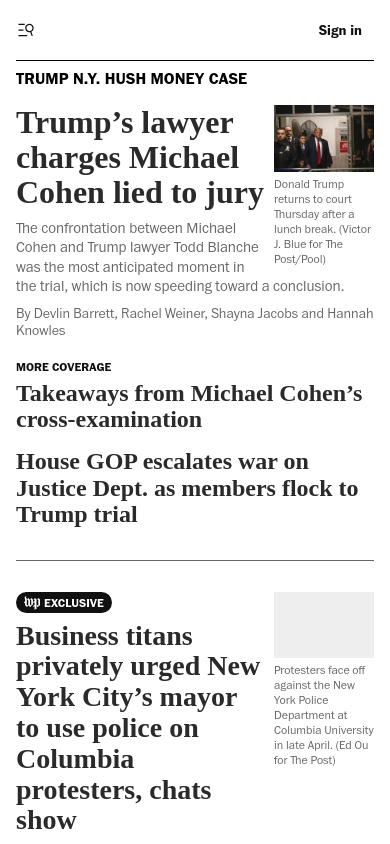 Sign in
TRUMP N.Y. HUSH MONEY CASE
Trump’s lawyer
charges Michael
Cohen lied to jury
The confrontation between Michael
Cohen and Trump lawyer Todd Blanche
was the most anticipated moment in
the trial, which is now speeding toward a conclusion.
By Devlin Barrett, Rachel Weiner, Shayna Jacobs and Hannah
Knowles
Donald Trump
returns to court
Thursday after a
lunch break. (Victor
J. Blue for The
Post/Pool)
MORE COVERAGE
Takeaways from Michael Cohen’s
cross-examination
House GOP escalates war on
Justice Dept. as members flock to
Trump trial
wp EXCLUSIVE
Business titans
privately urged New
York City’s mayor
to use police on
Columbia
protesters, chats
show
Protesters face off
against the New
York Police
Department at
Columbia University
in late April. (Ed Ou
for The Post)